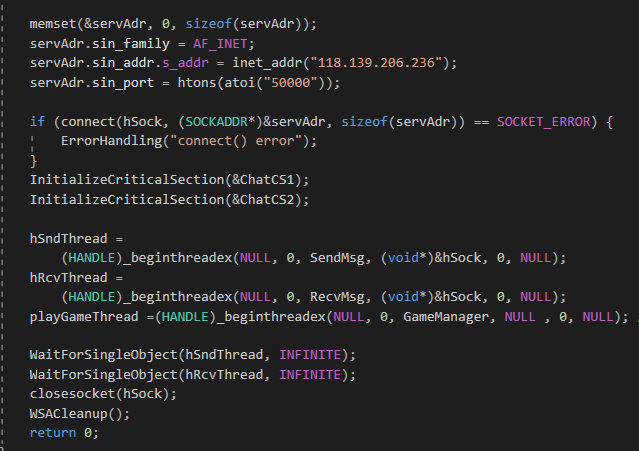 memset(&servAdr, 0, sizeof(servAdr));
servAdr.sin_family = AF_INET;
servAdr.sin_addr.s_addr = inet_addr("118.139.206.236");
servAdr.sin_port = htons(atoi("50000"));
if (connect(hSock, (SOCKADDR*)&servAdr, sizeof(servAdr)) == SOCKET_ERROR) {
ErrorHandling("connect() error");
}
InitializeCriticalSection(&ChatCS1);
InitializeCriticalSection(&ChatCS2);
hSndThread =
(HANDLE)_beginthreadex(NULL, 0, SendMsg, (void*)&hSock, 0, NULL);
hRcvThread =
(HANDLE)_beginthreadex(NULL, 0, RecvMsg, (void*)&hSock, 0, NULL);
playGameThread =(HANDLE)_beginthreadex(NULL, 0, GameManager, NULL , 0, NULL);
WaitForSingleObject(hSndThread, INFINITE);
WaitForSingleObject(hRcvThread, INFINITE);
closesocket(hSock);
WSACleanup();
return 0;